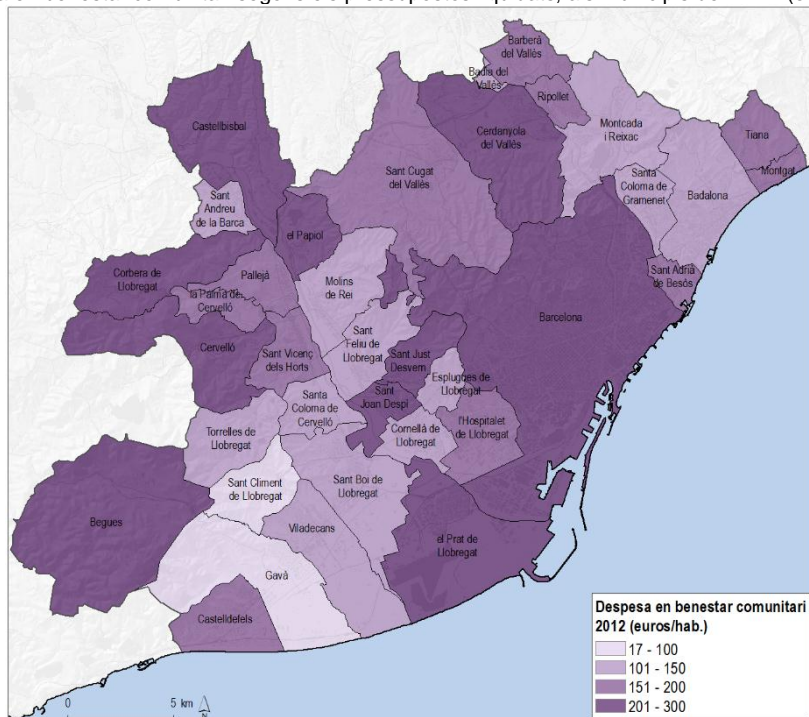 Barberà
del Vallès
Badia del
Vallès
Ripollet
Castellbisbal
Cerdanyola
del Vallès
Montcada
i Reixac
Tiana
Montgat
Sant Cugat
del Vallès
Santa
Coloma de
Gramenet
Badalona
Sant
Andreu
de la Barca
el Papiol
Corbera de
Llobregat
Pallejà
Molins
de Rei
Sant Adrià
de Besòs
la Palma de
Cervelló
Barcelona
Cervelló
Sant Vicenç
dels Horts
Sant
Feliu de
Llobregat
Sant Just
Desvern
Esplugues de
Llobregat
Santa
Coloma de
Cervelló
Sant
Joan Despí
Torrelles de
Llobregat
Cornellà de
Llobregat
l'Hospitalet
de Llobregat
Sant Climent
de Llobregat
Sant Boi de
Llobregat
Begues
Viladecans
el Prat de
Llobregat
Gavà
Castelldefels
Despesa en benestar comunitari
2012 (euros/hab.)
17 - 100
101 - 150
151 - 200
201 - 300
0 5 km
N